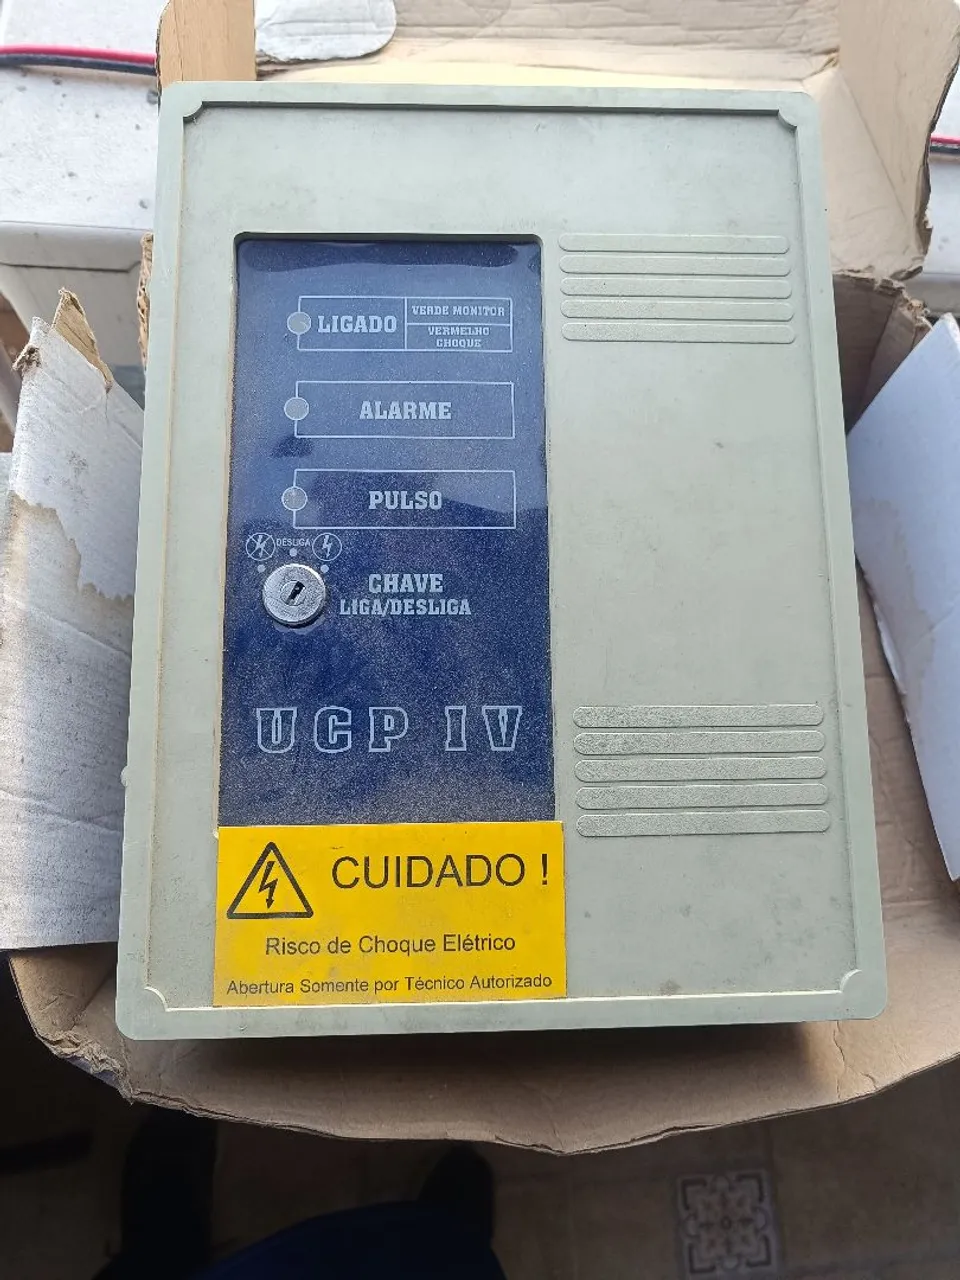 LIGADO
VERDE MONITOR
VERMELHO
CHOQUE
ALARME
PULSO
DESLIGA
CHAVE
LIGA/DESLIGA
UCP IV
CUIDADO !
Risco de Choque Elétrico
Abertura Somente por Técnico Autorizado